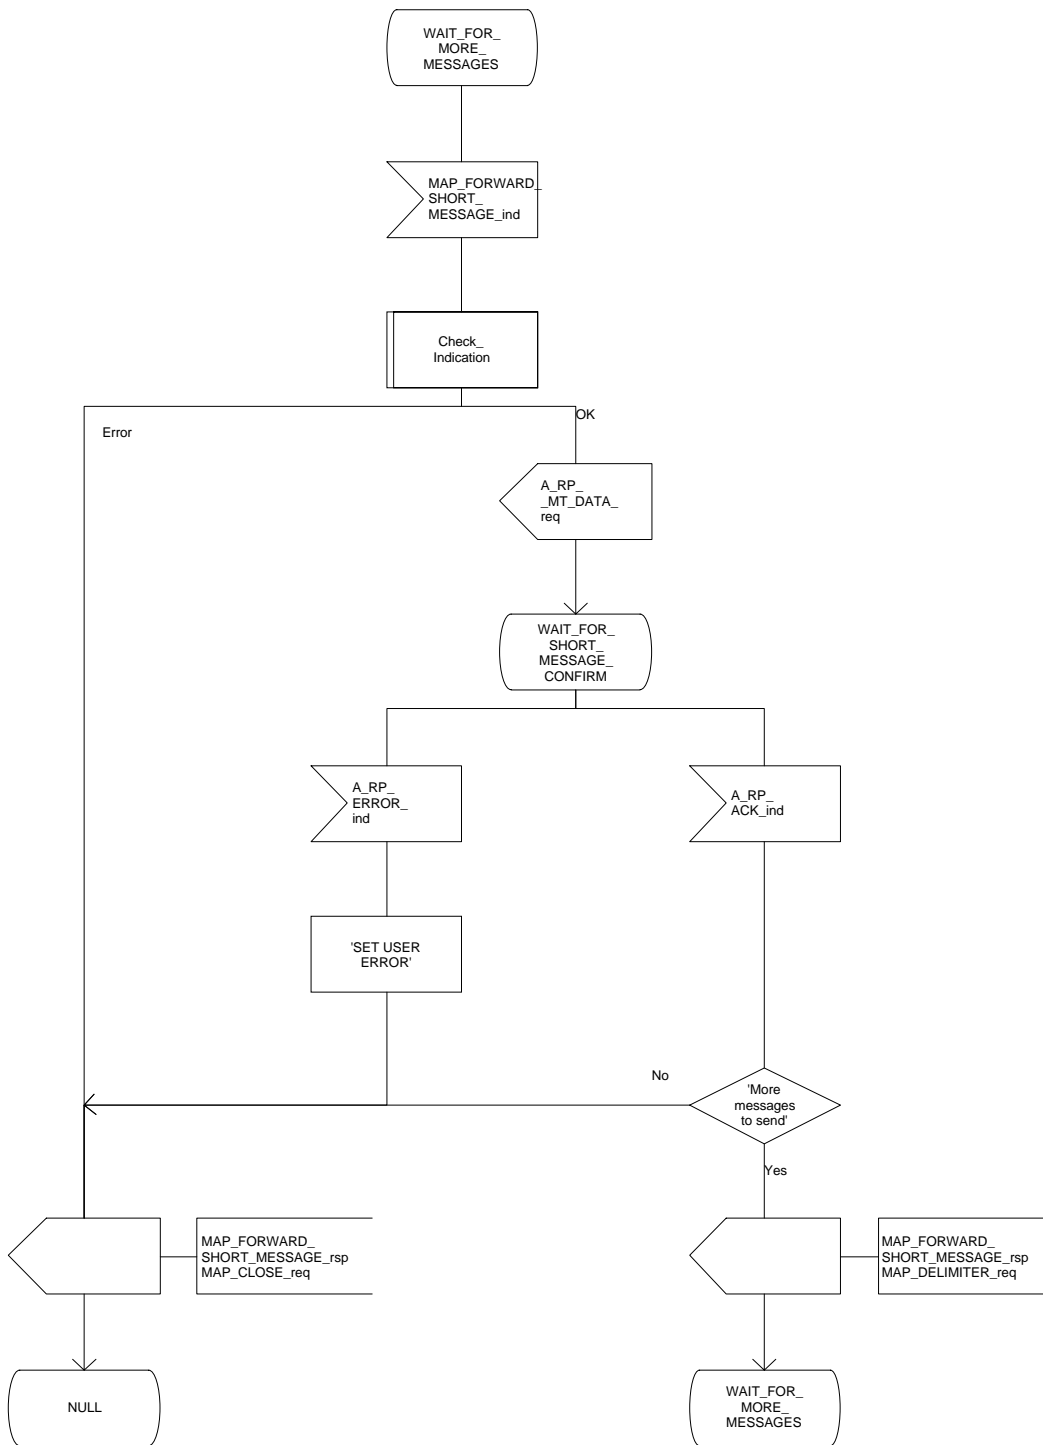 WAIT_FOR_
MORE_
MESSAGES
MAP_FORWARD_
SHORT_
MESSAGE_ind
Check_
Indication
OK
Error
A_RP_
_MT_DATA_
req
WAIT_FOR_
SHORT_
MESSAGE_
CONFIRM
A_RP_
ERROR_
ind
A_RP_
ACK_ind
'SET USER
ERROR'
No
'More
messages
to send'
Yes
MAP_FORWARD_
SHORT_MESSAGE_rsp
MAP_CLOSE_req
MAP_FORWARD_
SHORT_MESSAGE_rsp
MAP_DELIMITER_req
NULL
WAIT_FOR_
MORE_
MESSAGES